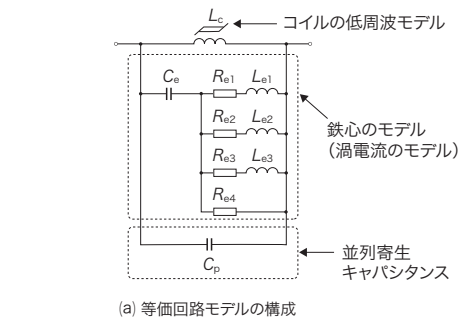 Lc
コイルの低周波モデル
Ce
Re1
Le1
Re2
Le2
Re3
Le3
Re4
鉄心のモデル
（渦電流のモデル）
Cp
並列寄生
キャパシタンス
(a) 等価回路モデルの構成